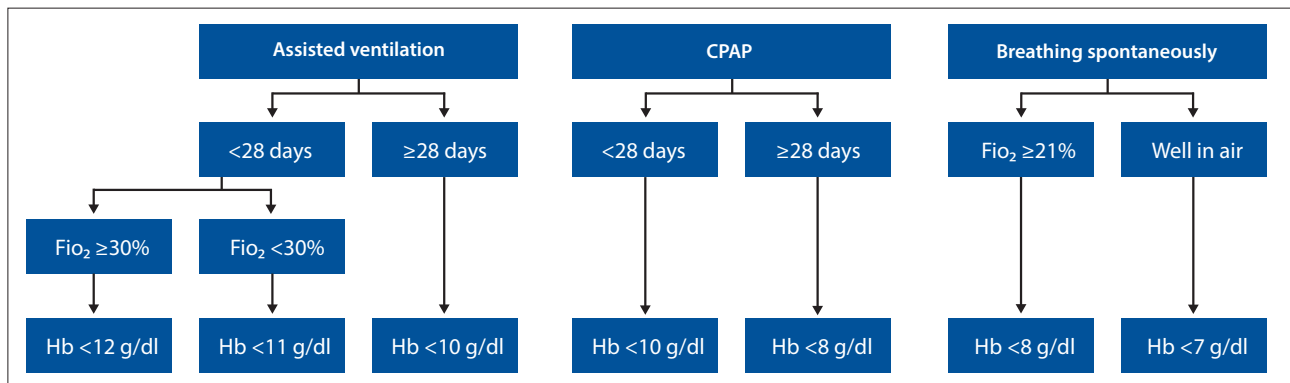 Assisted ventilation
CPAP
Breathing spontaneously
<28 days
≥28 days
<28 days
≥28 days
Fio₂ ≥21%
Well in air
Fio₂ ≥30%
Fio₂ <30%
Hb <12 g/dl
Hb <11 g/dl
Hb <10 g/dl
Hb <10 g/dl
Hb <8 g/dl
Hb <8 g/dl
Hb <7 g/dl